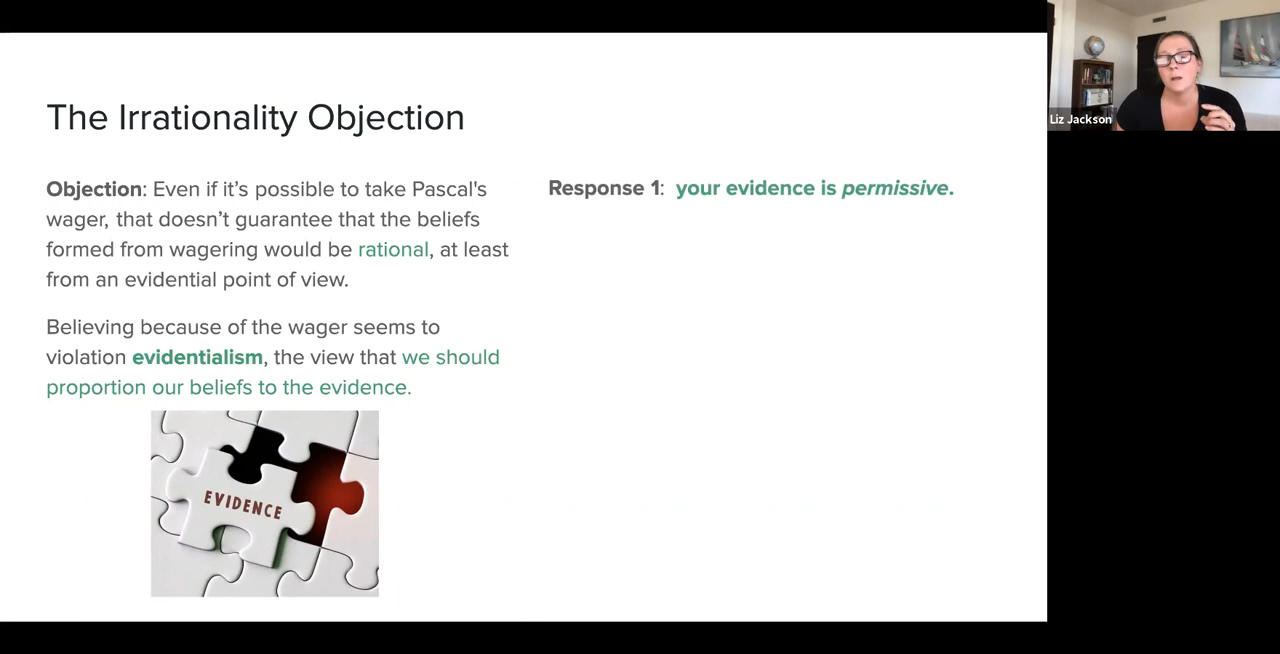 The Irrationality Objection
Objection: Even if it’s possible to take Pascal's
wager, that doesn’t guarantee that the beliefs
formed from wagering would be rational, at least
from an evidential point of view.
Believing because of the wager seems to
violation evidentialism, the view that we should
proportion our beliefs to the evidence.
EVIDENCE
Response 1: your evidence is permissive.
Liz Jackson